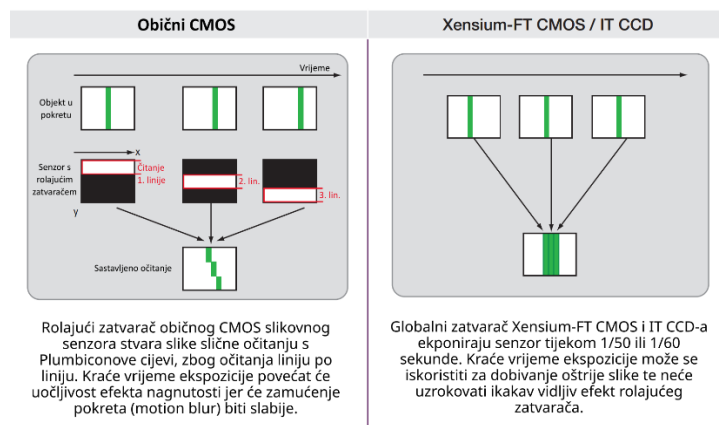 Obični CMOS
Vrijeme
Objekt u
pokretu
x
Senzor s
rolajućim
zatvaračem
Čitanje
1. linije
2. lin.
3. lin.
y
Sastavljeno očitanje
Rolajući zatvarač običnog CMOS slikovnog
senzora stvara slike slične očitanju s
Plumbiconove cijevi, zbog očitanja liniju po
liniju. Kraće vrijeme ekspozicije povećat će
uočljivost efekta nagnutosti jer će zamućenje
pokreta (motion blur) biti slabije.
Xensium-FT CMOS / IT CCD
Globalni zatvarač Xensium-FT CMOS i IT CCD-a
ekponiraju senzor tijekom 1/50 ili 1/60
sekunde. Kraće vrijeme ekspozicije može se
iskoristiti za dobivanje oštrije slike te neće
uzrokovati ikakav vidljiv efekt rolajućeg
zatvarača.